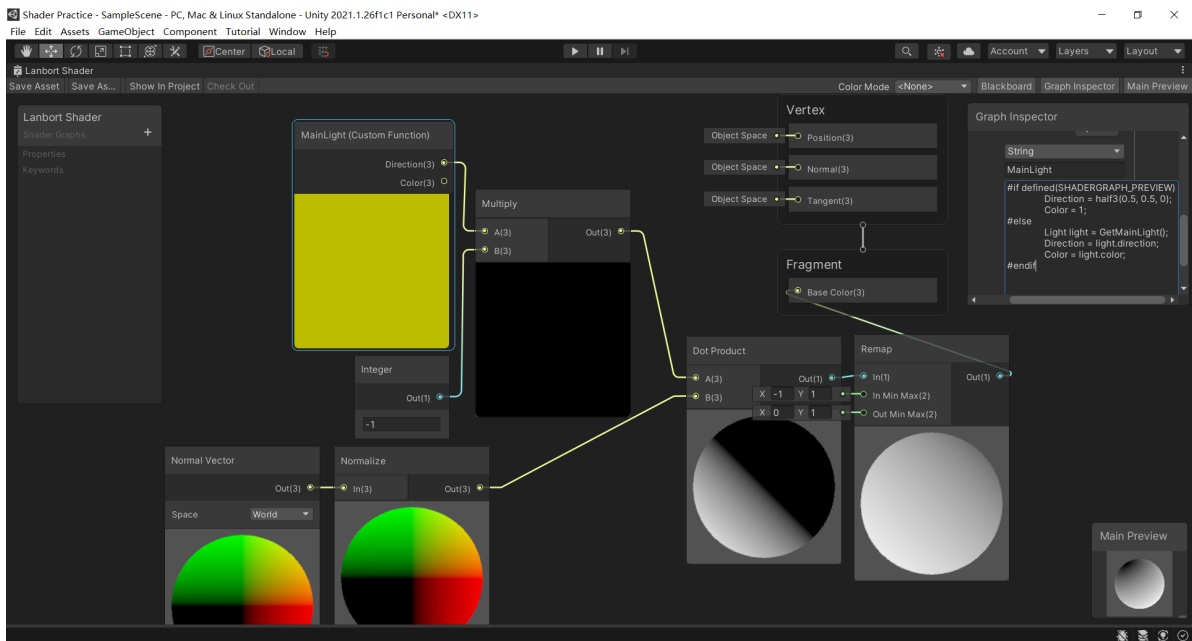 Shader Practice - SampleScene - PC, Mac & Linux Standalone - Unity 2021.1.26f1c1 Personal* <DX11>
File Edit Assets GameObject Component Tutorial Window Help
Center Local Account Layers Layout
Lanbort Shader
Save Asset Save As... Show In Project Check Out Color Mode <None> Blackboard Graph Inspector Main Preview
Lanbort Shader
Shader Graphs +
Properties
Keywords
MainLight (Custom Function)
Direction(3)
Color(3)
Multiply
A(3) Out(3)
B(3)
Integer
Out(1)
-1
Normal Vector
Out(3)
Space World
Normalize
In(3) Out(3)
Vertex
Object Space Position(3)
Object Space Normal(3)
Object Space Tangent(3)
Fragment
Base Color(3)
Dot Product
A(3) Out(1)
B(3)
Remap
In(1) Out(1)
X -1 Y 1 In Min Max(2)
X 0 Y 1 Out Min Max(2)
Graph Inspector
String
MainLight
#if defined(SHADERGRAPH_PREVIEW)
Direction = half3(0.5, 0.5, 0);
Color = 1;
#else
Light light = GetMainLight();
Direction = light.direction;
Color = light.color;
#endif
Main Preview